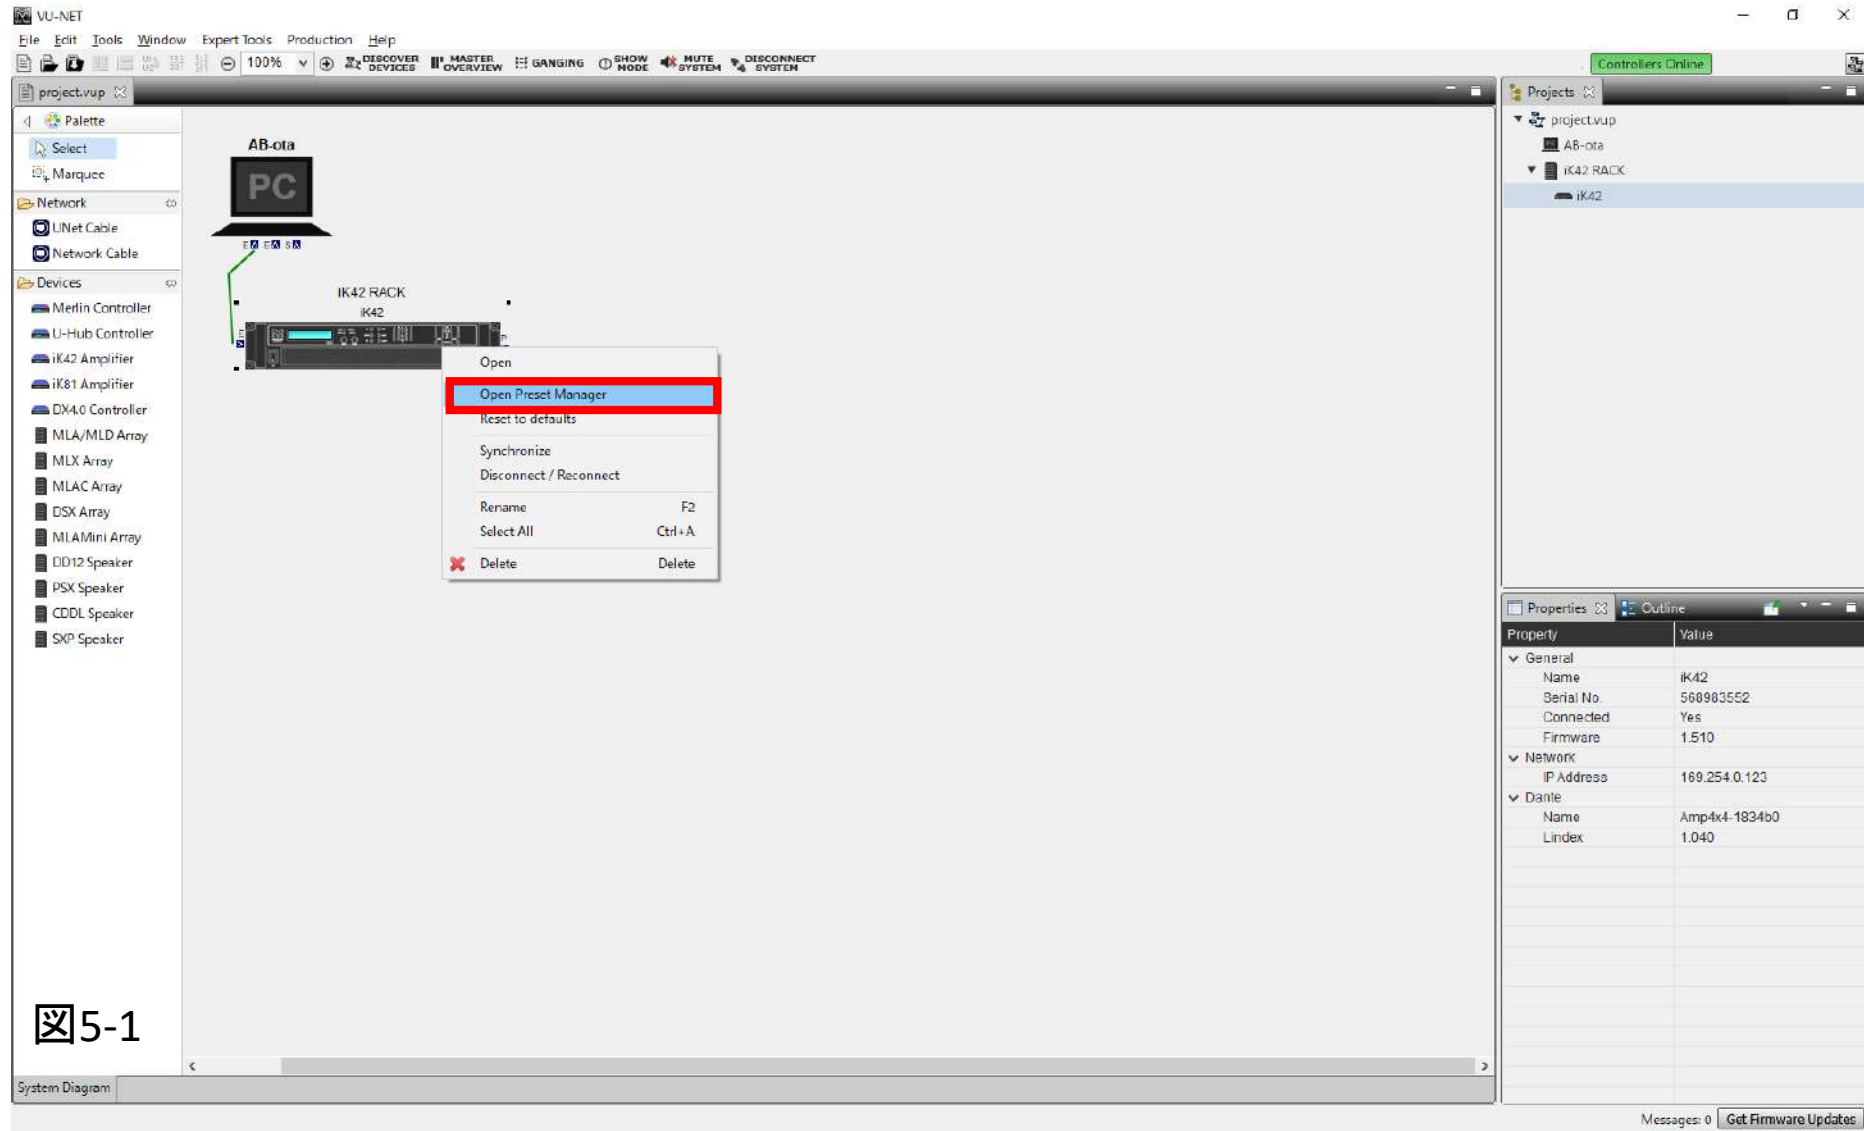 VU-NET
File Edit Tools Window Expert Tools Production Help
100% DISCOVER DEVICES MASTER OVERVIEW GANGING SHOW MODE MUTE SYSTEM DISCONNECT SYSTEM Controllers Online
project.vup
Palette
Select
Marquee
Network
UNet Cable
Network Cable
Devices
Merlin Controller
U-Hub Controller
iK42 Amplifier
iK81 Amplifier
DX4.0 Controller
MLA/MLD Array
MLX Array
MLAC Array
DSX Array
MLAMini Array
DD12 Speaker
PSX Speaker
CDDL Speaker
SXP Speaker
図5-1
AB-ota
PC
E E S
IK42 RACK
iK42
Open
Open Preset Manager
Reset to defaults
Synchronize
Disconnect / Reconnect
Rename F2
Select All Ctrl+A
Delete Delete
System Diagram
Projects
project.vup
AB-ota
iK42 RACK
iK42
Properties Outline
Property Value
General
Name iK42
Serial No. 568983552
Connected Yes
Firmware 1.510
Network
IP Address 169.254.0.123
Dante
Name Amp4x4-1834b0
Lindex 1.040
Messages: 0 Get Firmware Updates